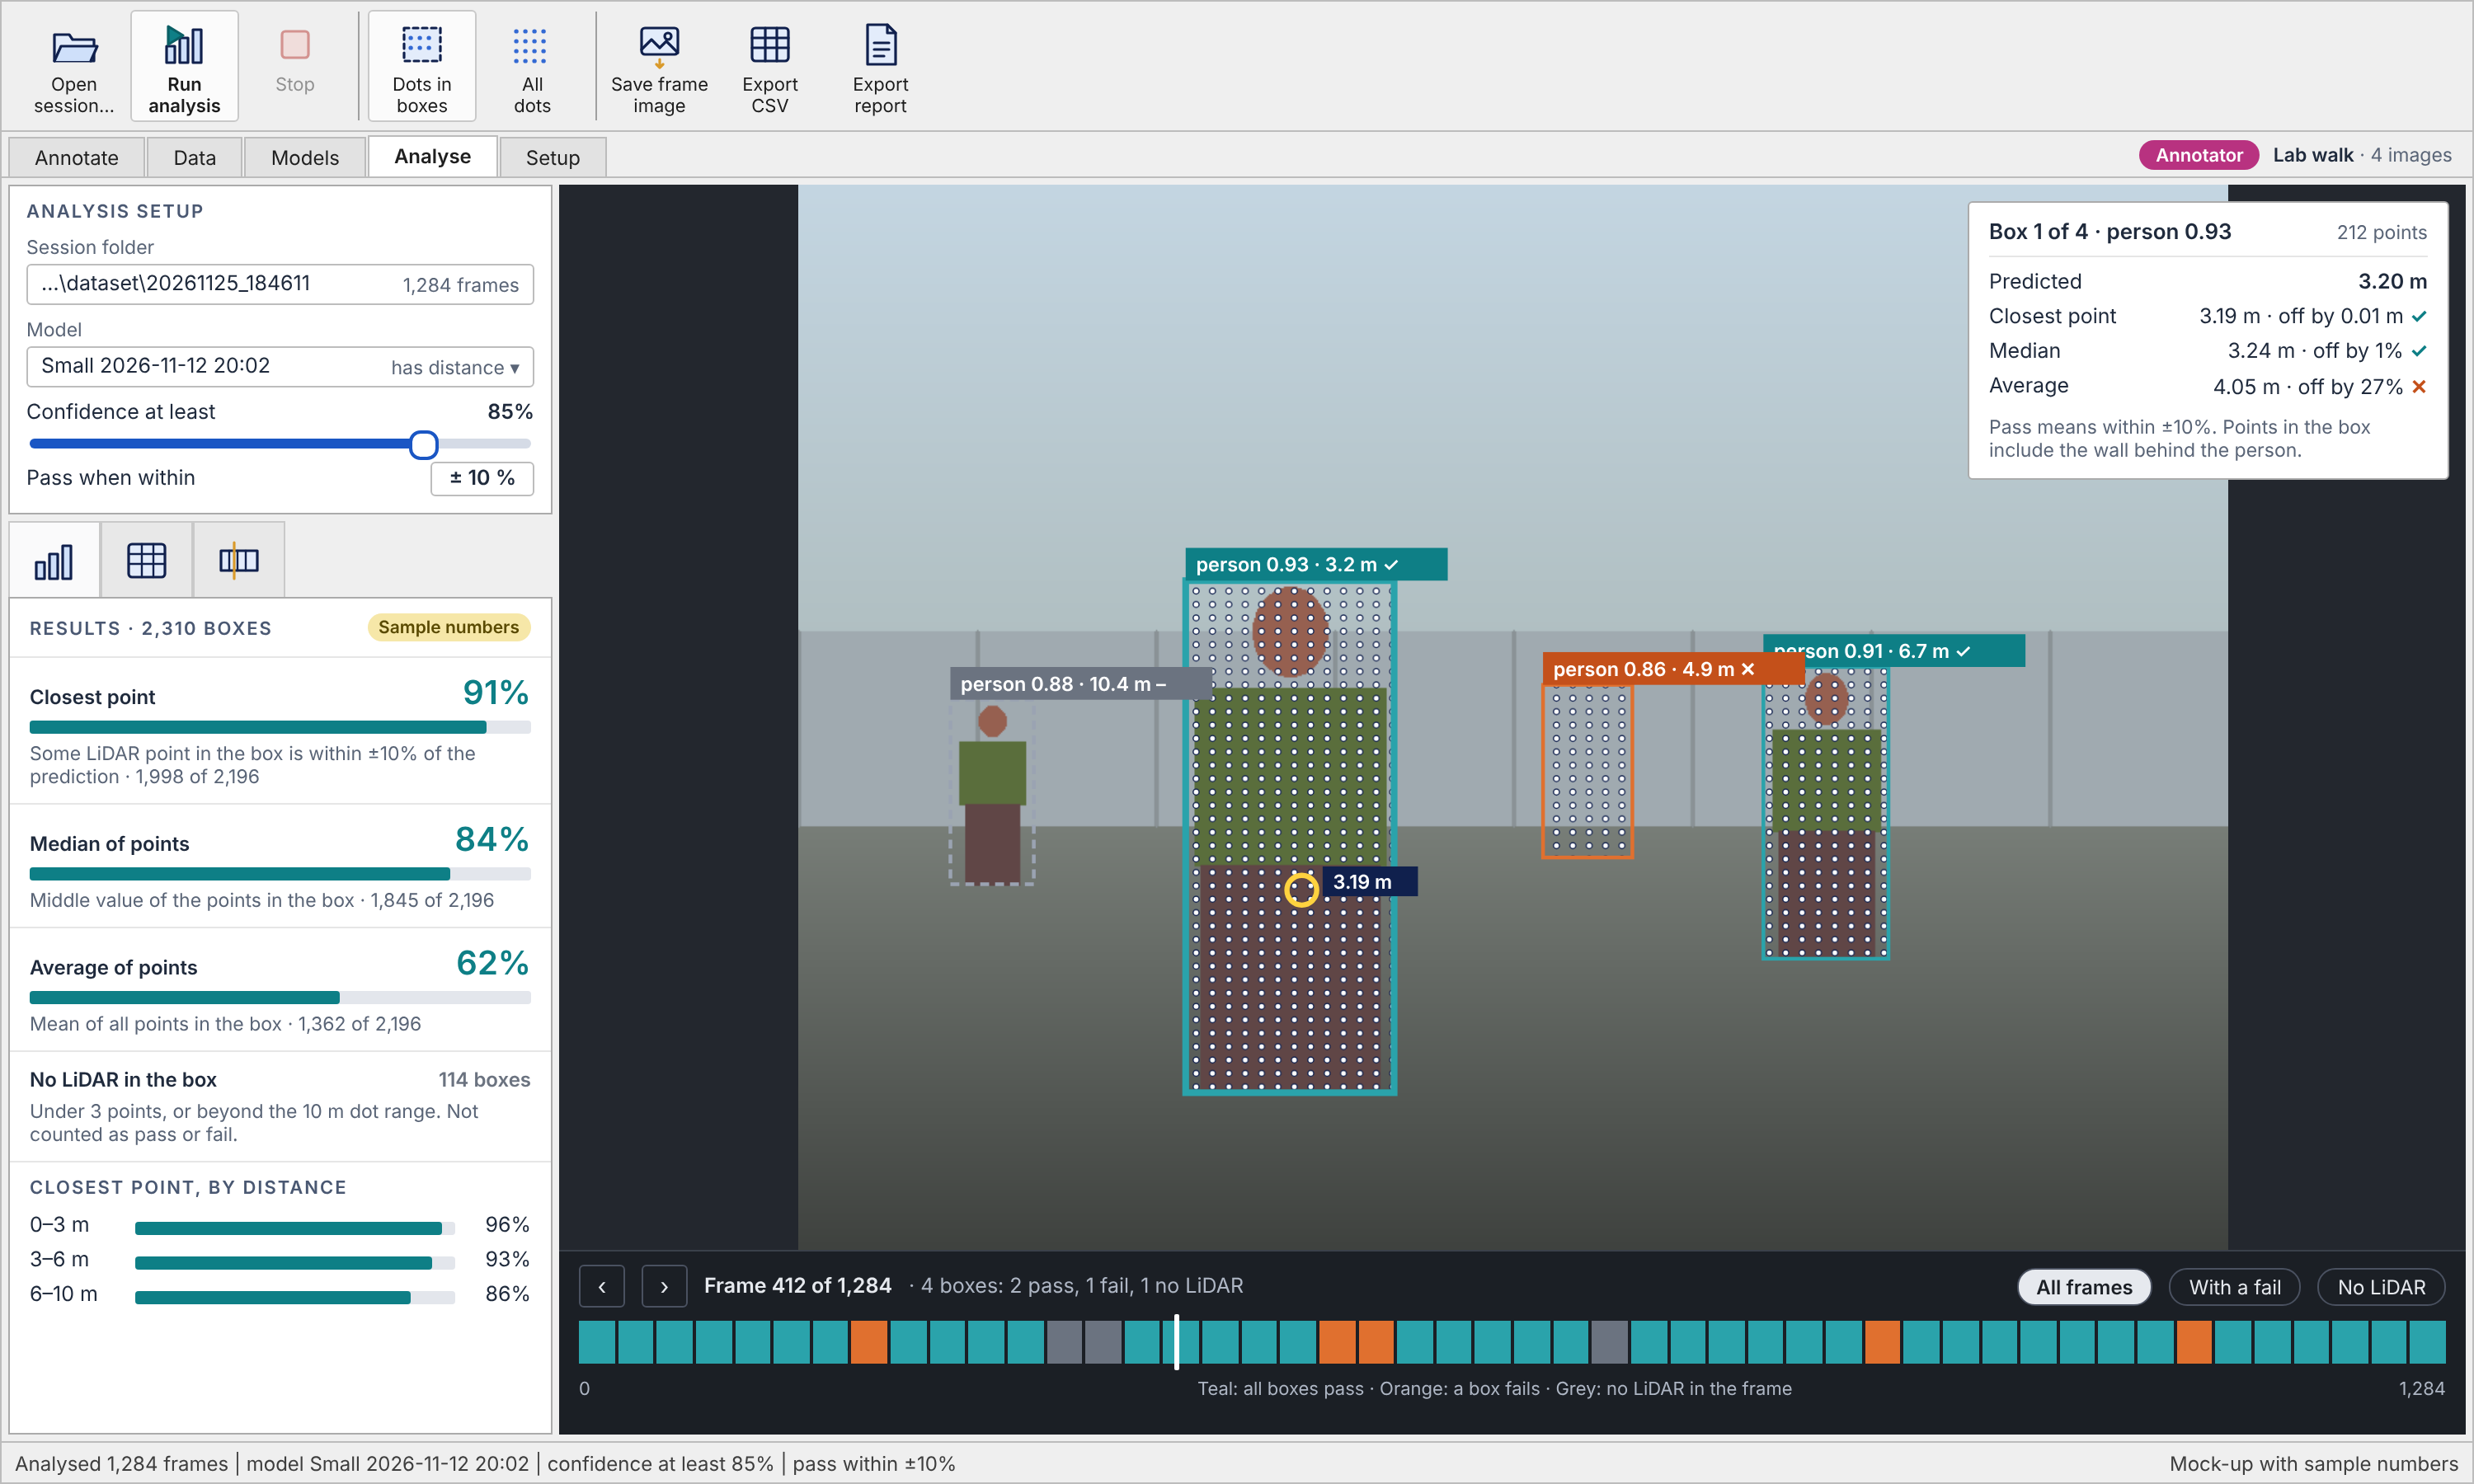 Open session...
Run analysis
Stop
Dots in boxes
All dots
Save frame image
Export CSV
Export report
Annotate
Data
Models
Analyse
Setup
Annotator
Lab walk · 4 images
ANALYSIS SETUP
Session folder
...\dataset\20261125_184611
1,284 frames
Model
Small 2026-11-12 20:02
has distance ▾
Confidence at least
85%
Pass when within
± 10 %
RESULTS · 2,310 BOXES
Sample numbers
Closest point
91%
Some LiDAR point in the box is within ±10% of the
prediction · 1,998 of 2,196
Median of points
84%
Middle value of the points in the box · 1,845 of 2,196
Average of points
62%
Mean of all points in the box · 1,362 of 2,196
No LiDAR in the box
114 boxes
Under 3 points, or beyond the 10 m dot range. Not
counted as pass or fail.
CLOSEST POINT, BY DISTANCE
0–3 m
96%
3–6 m
93%
6–10 m
86%
Box 1 of 4 · person 0.93
212 points
Predicted
3.20 m
Closest point
3.19 m · off by 0.01 m ✓
Median
3.24 m · off by 1% ✓
Average
4.05 m · off by 27% ✕
Pass means within ±10%. Points in the box
include the wall behind the person.
person 0.93 · 3.2 m ✓
person 0.88 · 10.4 m –
person 0.86 · 4.9 m ✕
person 0.91 · 6.7 m ✓
3.19 m
‹
›
Frame 412 of 1,284 · 4 boxes: 2 pass, 1 fail, 1 no LiDAR
All frames
With a fail
No LiDAR
0
Teal: all boxes pass · Orange: a box fails · Grey: no LiDAR in the frame
1,284
Analysed 1,284 frames | model Small 2026-11-12 20:02 | confidence at least 85% | pass within ±10%
Mock-up with sample numbers